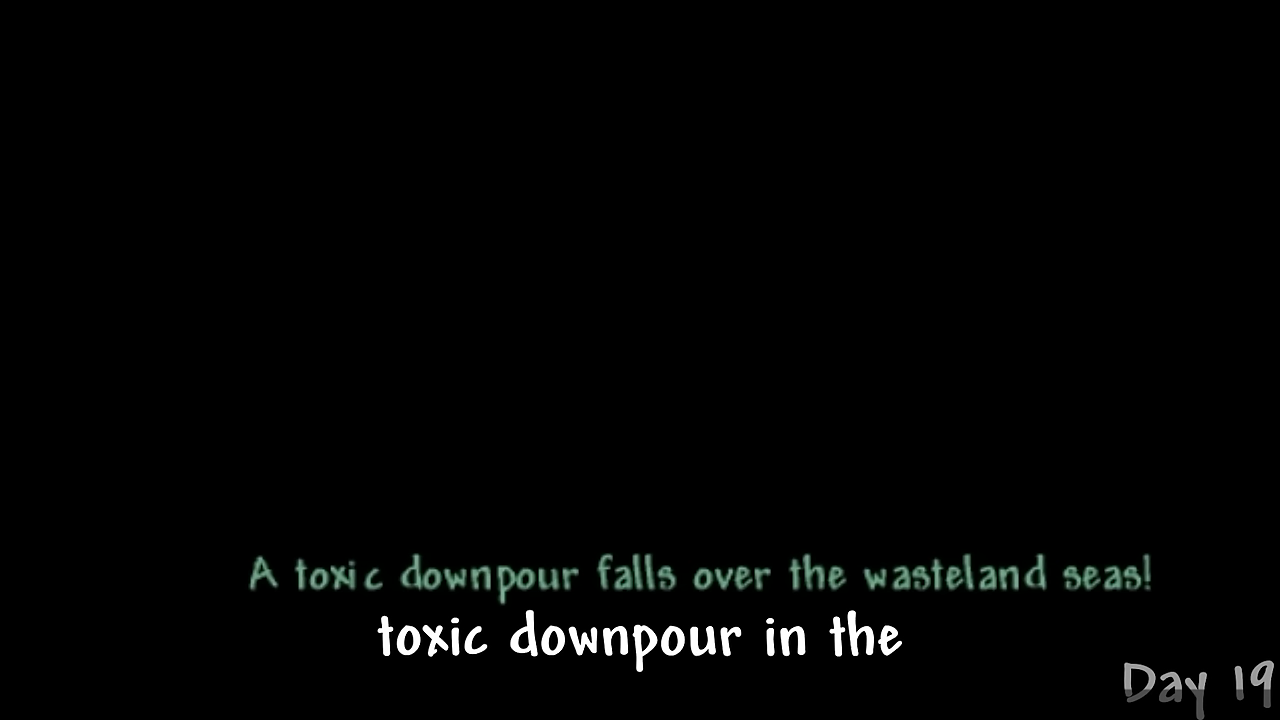 A toxic downpour falls over the wasteland seas!
toxic downpour in the
Day 19